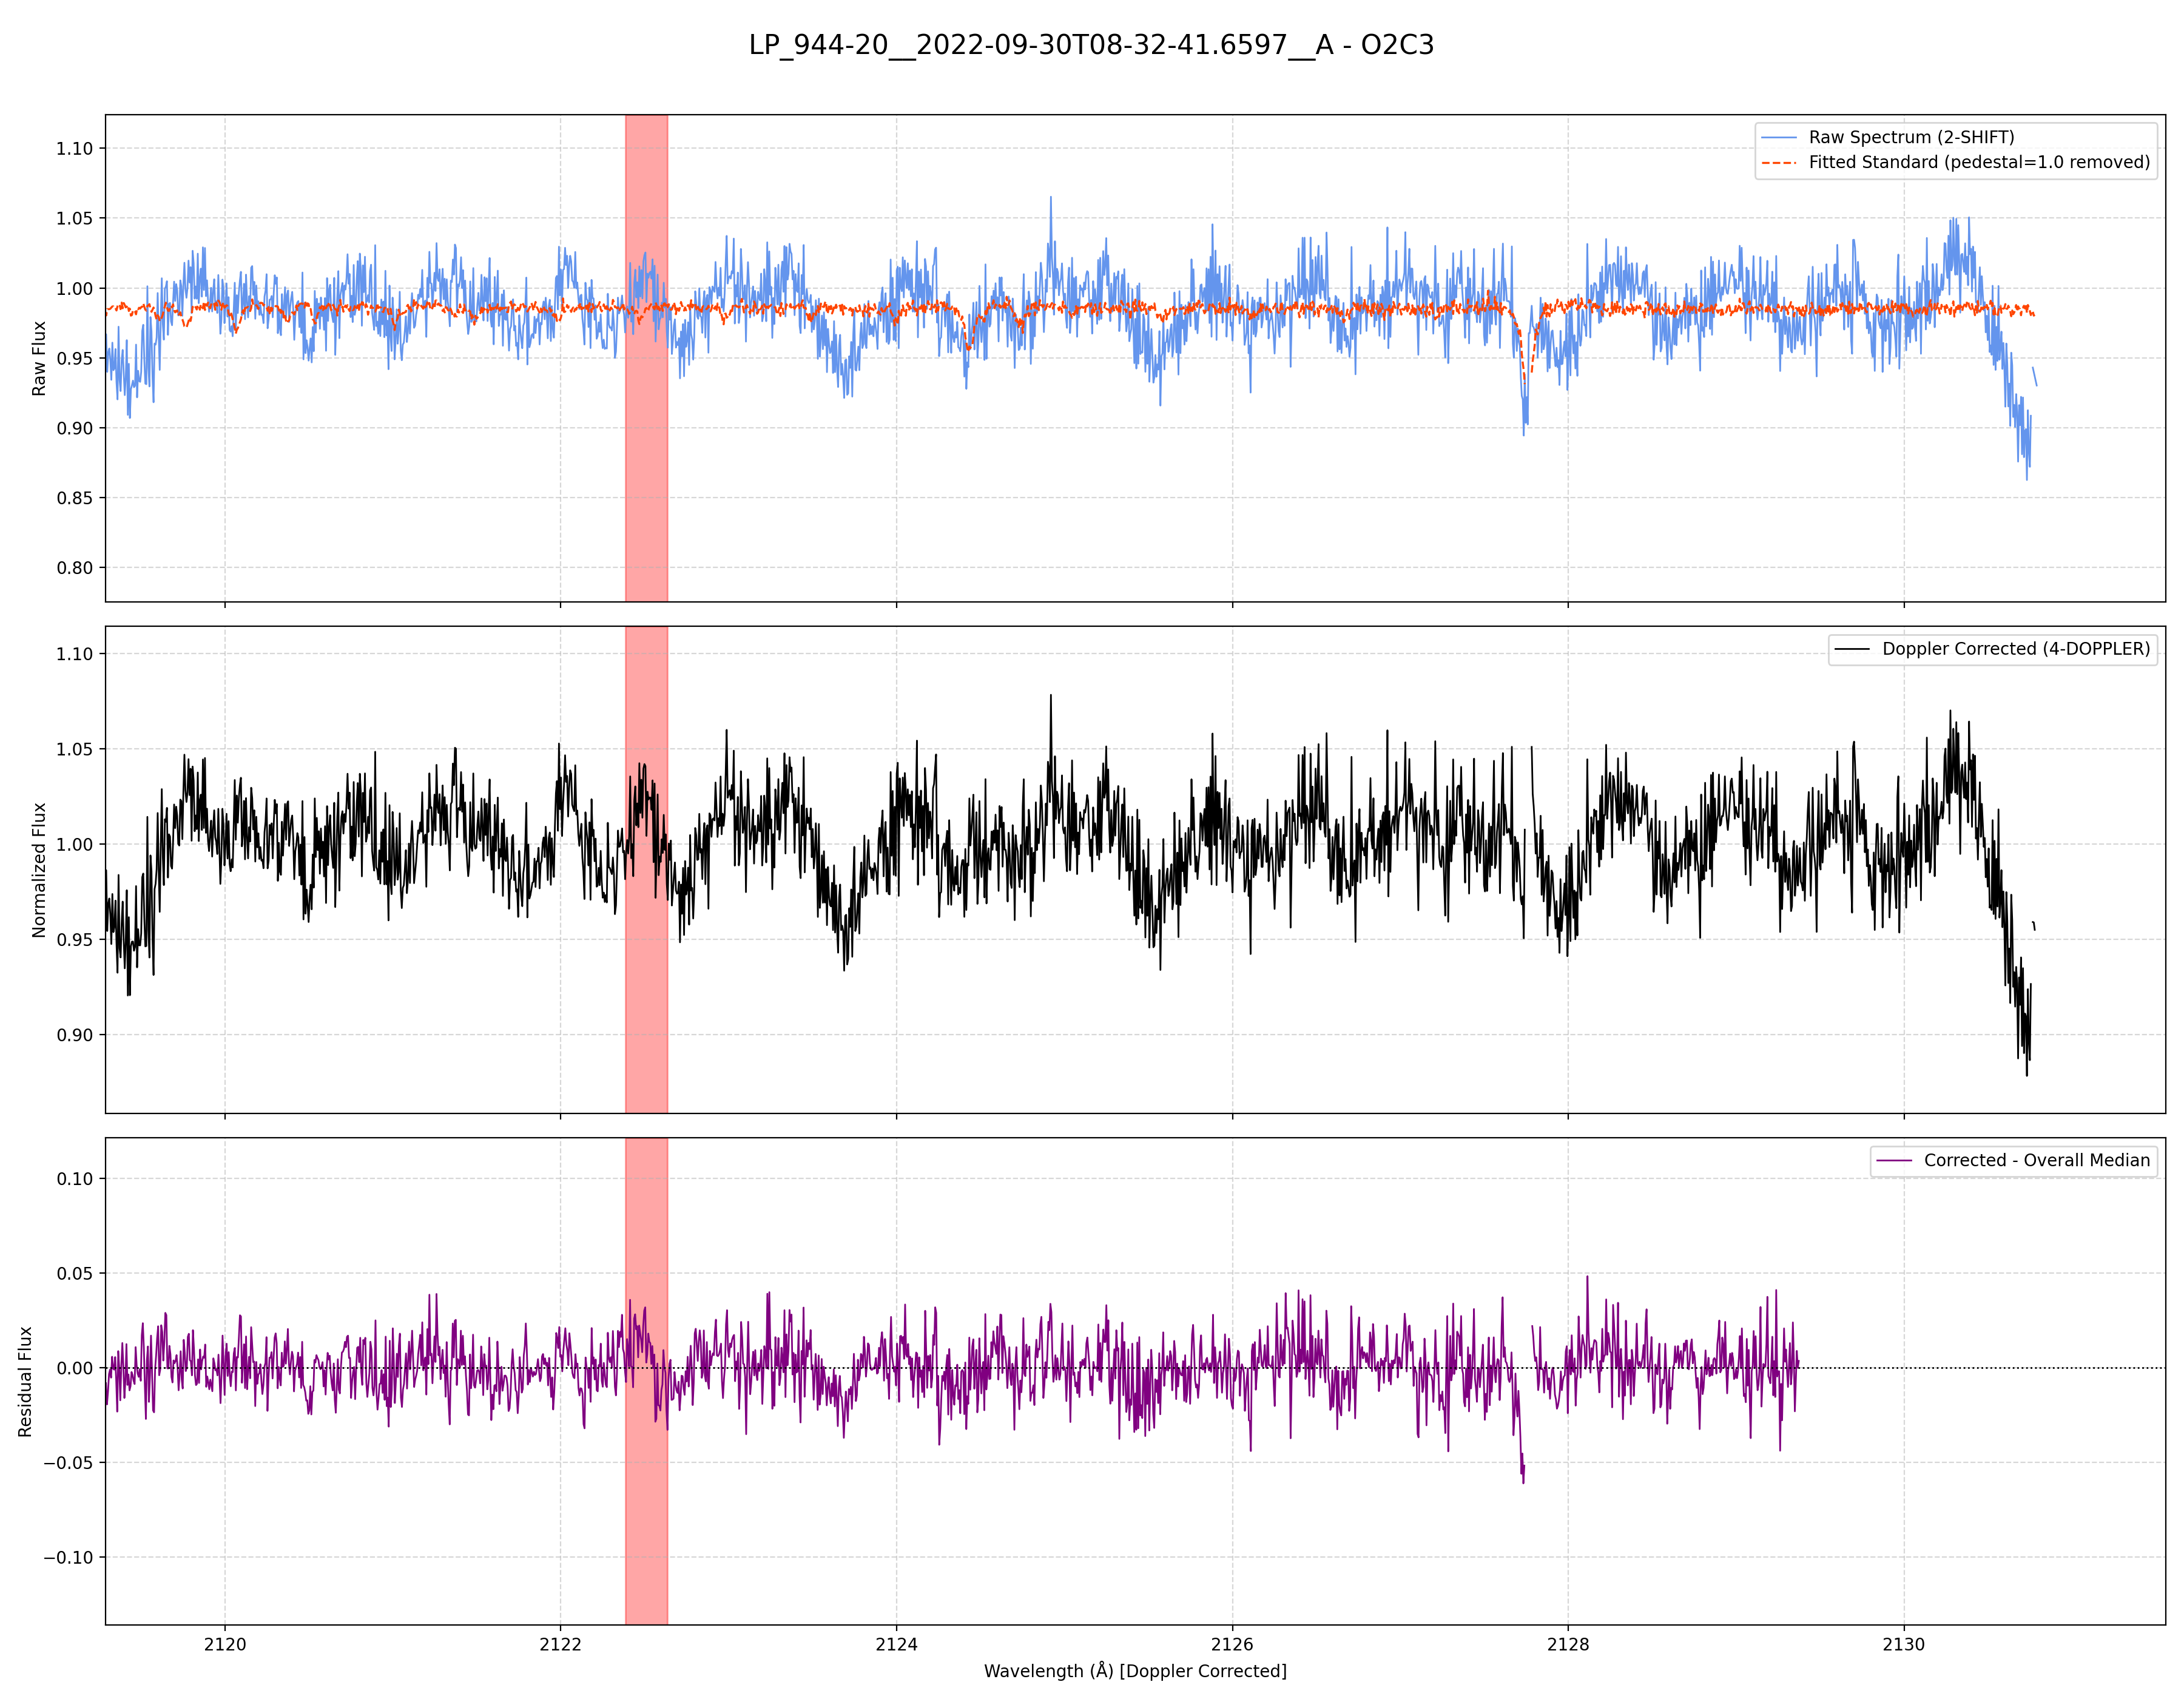 LP_944-20__2022-09-30T08-32-41.6597__A - O2C3
Raw Spectrum (2-SHIFT)
Fitted Standard (pedestal=1.0 removed)
1.10
1.05
1.00
0.95
0.90
0.85
0.80
Raw Flux
Doppler Corrected (4-DOPPLER)
1.10
1.05
1.00
0.95
0.90
Normalized Flux
Corrected - Overall Median
0.10
0.05
0.00
−0.05
−0.10
Residual Flux
2120 2122 2124 2126 2128 2130
Wavelength (Å) [Doppler Corrected]